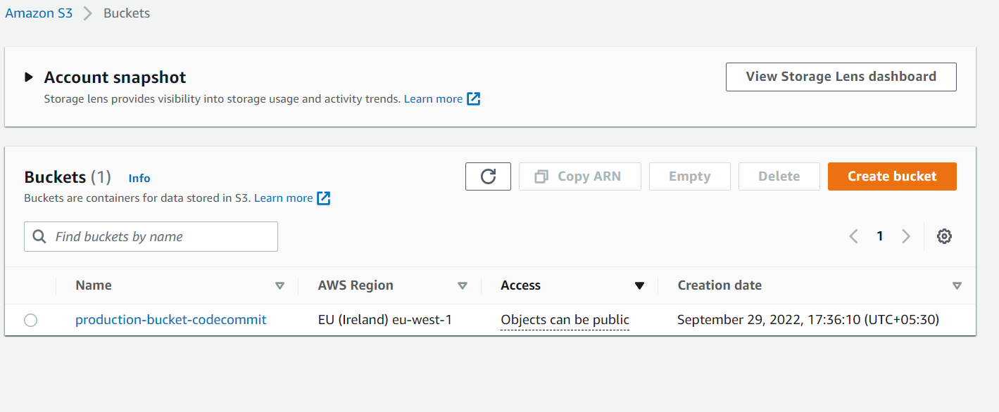 Amazon S3 > Buckets
Account snapshot
View Storage Lens dashboard
Storage lens provides visibility into storage usage and activity trends. Learn more
Buckets (1) Info
Copy ARN Empty Delete Create bucket
Buckets are containers for data stored in S3. Learn more
Find buckets by name
1
Name AWS Region Access Creation date
production-bucket-codecommit EU (Ireland) eu-west-1 Objects can be public September 29, 2022, 17:36:10 (UTC+05:30)